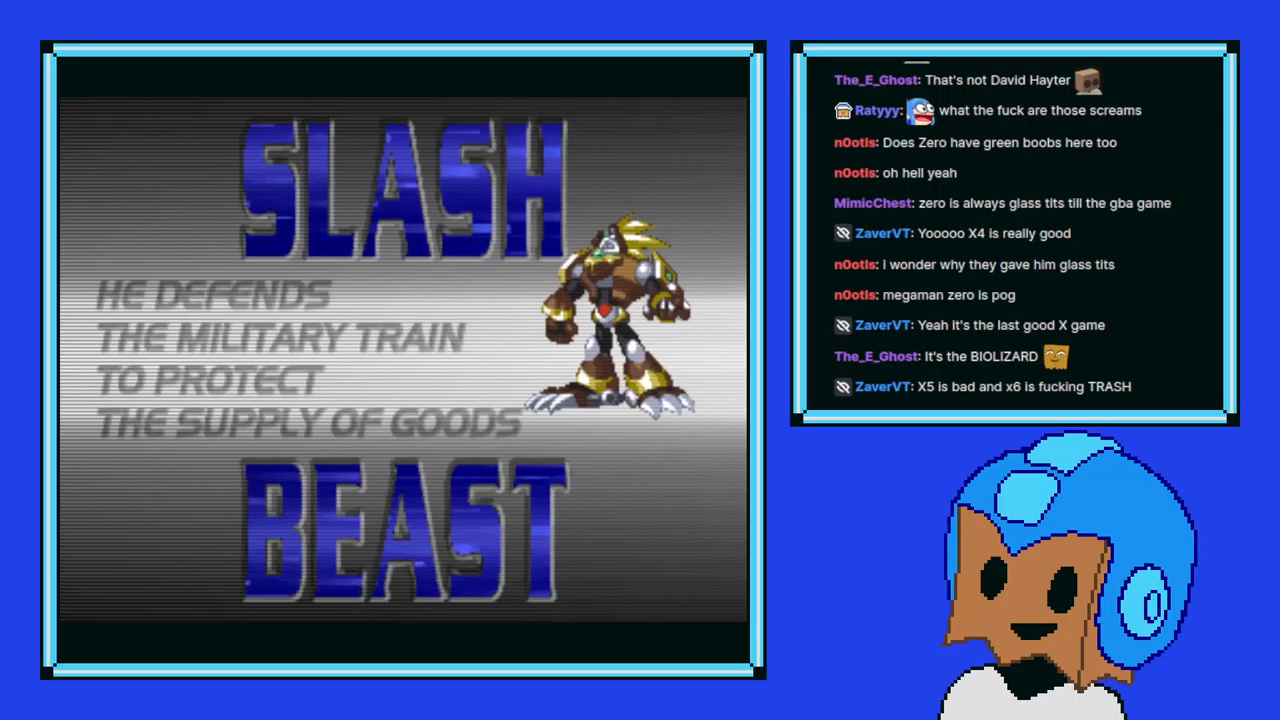 SLASH
HE DEFENDS
THE MILITARY TRAIN
TO PROTECT
THE SUPPLY OF GOODS
BEAST
The_E_Ghost: That's not David Hayter
Ratyyy: what the fuck are those screams
n0otls: Does Zero have green boobs here too
n0otls: oh hell yeah
MimicChest: zero is always glass tits till the gba game
ZaverVT: Yooooo X4 is really good
n0otls: i wonder why they gave him glass tits
n0otls: megaman zero is pog
ZaverVT: Yeah it's the last good X game
The_E_Ghost: It's the BIOLIZARD
ZaverVT: X5 is bad and x6 is fucking TRASH